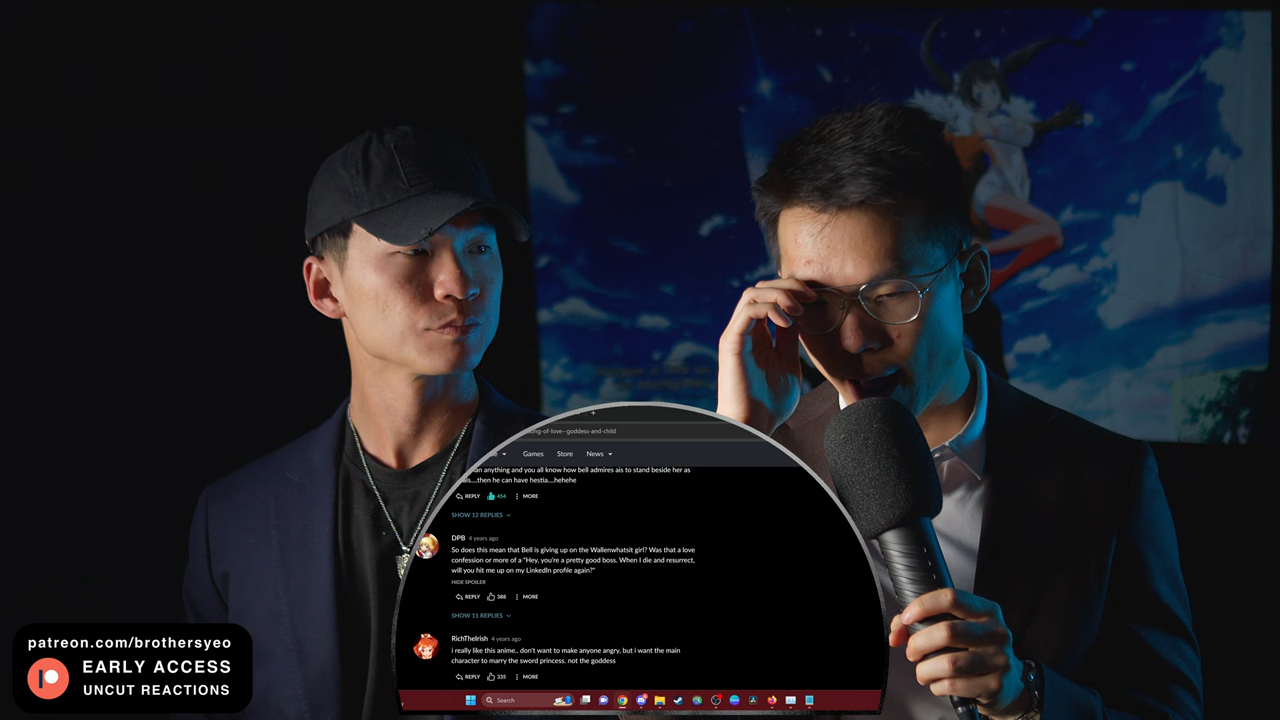 ong-of-love--goddess-and-child
Games Store News
an anything and you all know how bell admires ais to stand beside her as
....then he can have hestia....hehehe
REPLY 454 MORE
SHOW 12 REPLIES
DPB 4 years ago
So does this mean that Bell is giving up on the Wallenwhatsit girl? Was that a love
confession or more of a "Hey, you're a pretty good boss. When I die and resurrect,
will you hit me up on my LinkedIn profile again?"
HIDE SPOILER
REPLY 388 MORE
SHOW 11 REPLIES
RichTheIrish 4 years ago
i really like this anime.. don't want to make anyone angry, but i want the main
character to marry the sword princess. not the goddess
REPLY 335 MORE
Search
patreon.com/brothersyeo
EARLY ACCESS
UNCUT REACTIONS